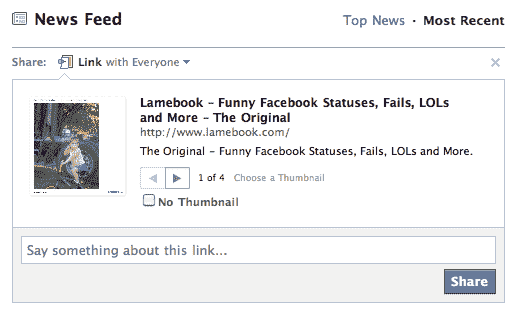 News Feed
Top News · Most Recent
Share: Link with Everyone
Lamebook – Funny Facebook Statuses, Fails, LOLs
and More – The Original
http://www.lamebook.com/
The Original – Funny Facebook Statuses, Fails, LOLs and More.
1 of 4 Choose a Thumbnail
No Thumbnail
Say something about this link...
Share